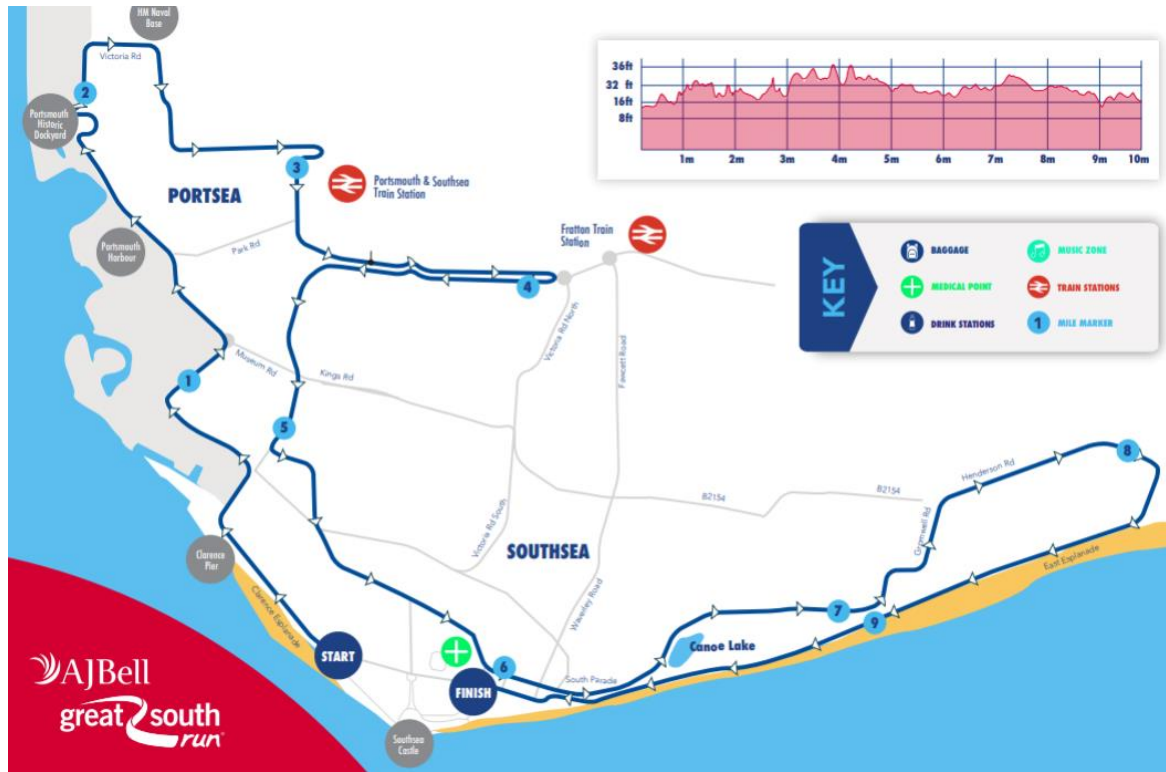 HM Naval
Base
Victoria Rd
2
Portsmouth
Historic
Dockyard
3
Portsmouth & Southsea
Train Station
PORTSEA
Park Rd
Portsmouth
Harbour
Fratton Train
Station
4
Victoria Rd North
Fawcett Road
1
Museum Rd
Kings Rd
5
Victoria Rd South
SOUTHSEA
B2154
B2154
Henderson Rd
8
Clarence
Pier
Clarence Esplanade
START
FINISH
6
Waverley Road
South Parade
Canoe Lake
7
9
East Esplanade
Southsea
Castle
36ft
32 ft
16ft
8ft
1m 2m 3m 4m 5m 6m 7m 8m 9m 10m
KEY
BAGGAGE
MEDICAL POINT
DRINK STATIONS
MUSIC ZONE
TRAIN STATIONS
1 MILE MARKER
AJBell
great south
run